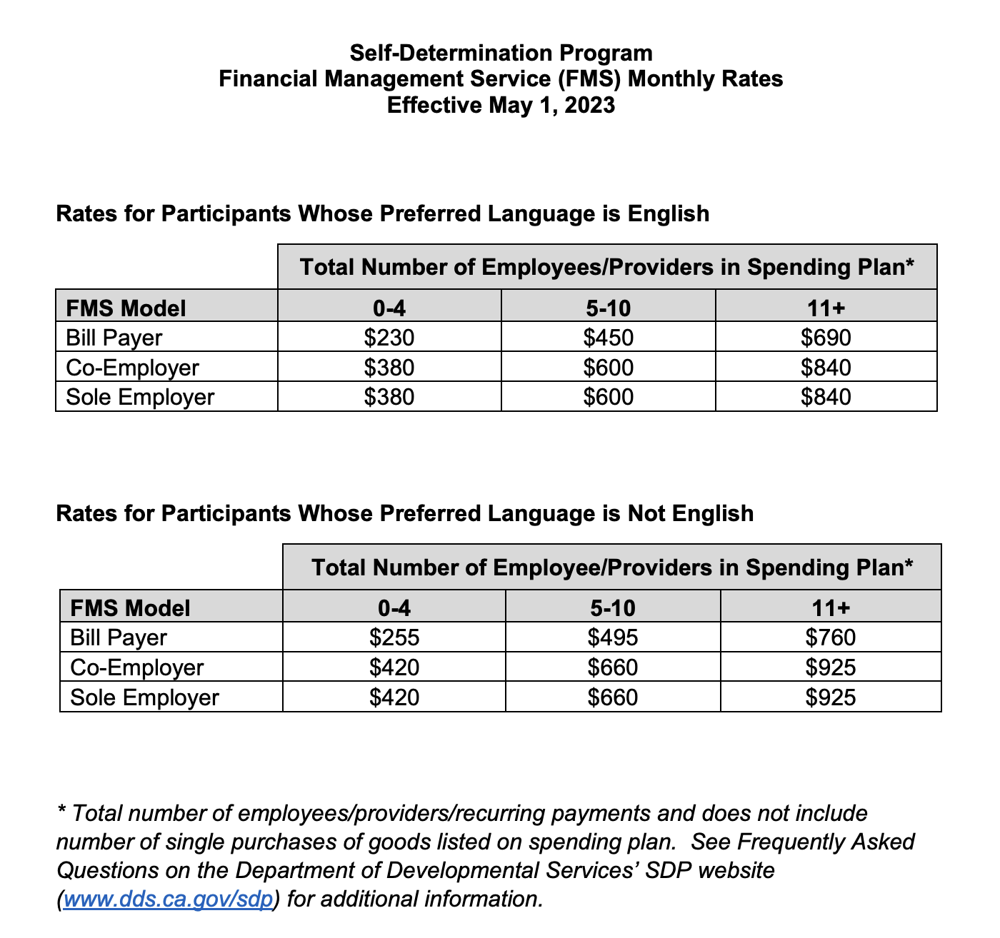 Self-Determination Program
Financial Management Service (FMS) Monthly Rates
Effective May 1, 2023
Rates for Participants Whose Preferred Language is English
Total Number of Employees/Providers in Spending Plan*
FMS Model 0-4 5-10 11+
Bill Payer $230 $450 $690
Co-Employer $380 $600 $840
Sole Employer $380 $600 $840
Rates for Participants Whose Preferred Language is Not English
Total Number of Employee/Providers in Spending Plan*
FMS Model 0-4 5-10 11+
Bill Payer $255 $495 $760
Co-Employer $420 $660 $925
Sole Employer $420 $660 $925
* Total number of employees/providers/recurring payments and does not include
number of single purchases of goods listed on spending plan.  See Frequently Asked
Questions on the Department of Developmental Services’ SDP website
(www.dds.ca.gov/sdp) for additional information.